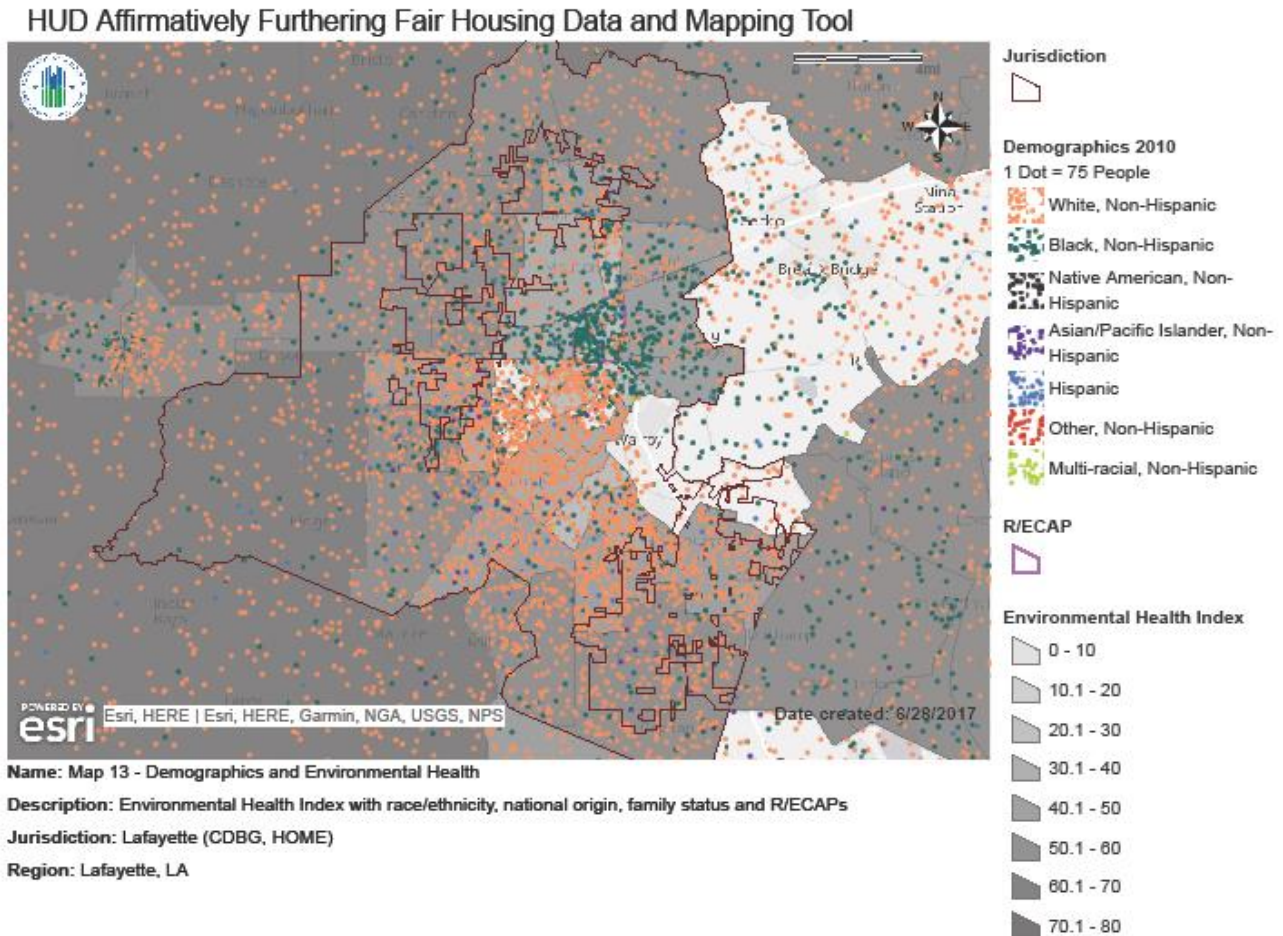 HUD Affirmatively Furthering Fair Housing Data and Mapping Tool
Jurisdiction
Demographics 2010
1 Dot = 75 People
White, Non-Hispanic
Black, Non-Hispanic
Native American, Non-
Hispanic
Asian/Pacific Islander, Non-
Hispanic
Hispanic
Other, Non-Hispanic
Multi-racial, Non-Hispanic
R/ECAP
Environmental Health Index
0 - 10
10.1 - 20
20.1 - 30
30.1 - 40
40.1 - 50
50.1 - 60
60.1 - 70
70.1 - 80
N
W
E
S
Nina
Bridge
POWERED BY
esri
Esri, HERE | Esri, HERE, Garmin, NGA, USGS, NPS
Date created: 6/28/2017
Name: Map 13 - Demographics and Environmental Health
Description: Environmental Health Index with race/ethnicity, national origin, family status and R/ECAPs
Jurisdiction: Lafayette (CDBG, HOME)
Region: Lafayette, LA